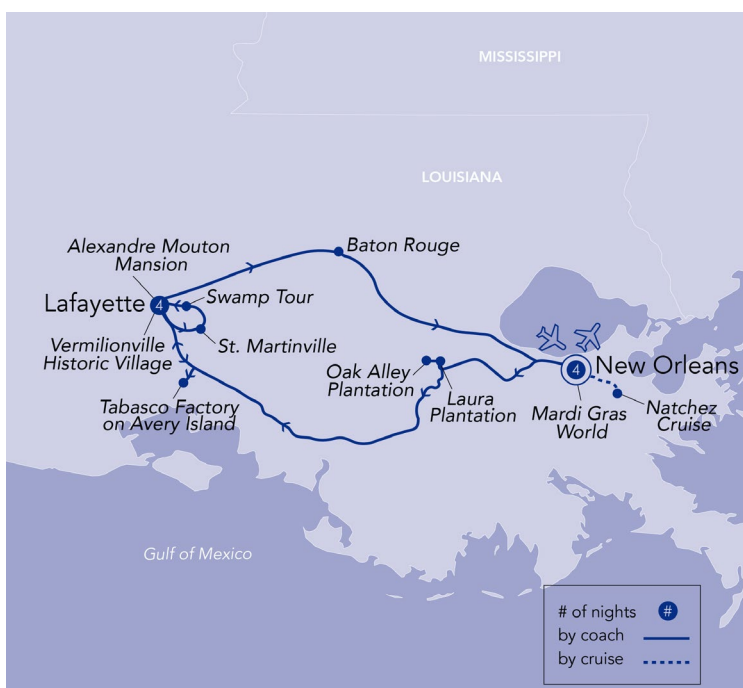 MISSISSIPPI
LOUISIANA
Alexandre Mouton
Mansion
Baton Rouge
Lafayette
4
Swamp Tour
Vermilionville
Historic Village
St. Martinville
Tabasco Factory
on Avery Island
Oak Alley
Plantation
Laura
Plantation
4
New Orleans
Mardi Gras
World
Natchez
Cruise
Gulf of Mexico
# of nights #
by coach
by cruise